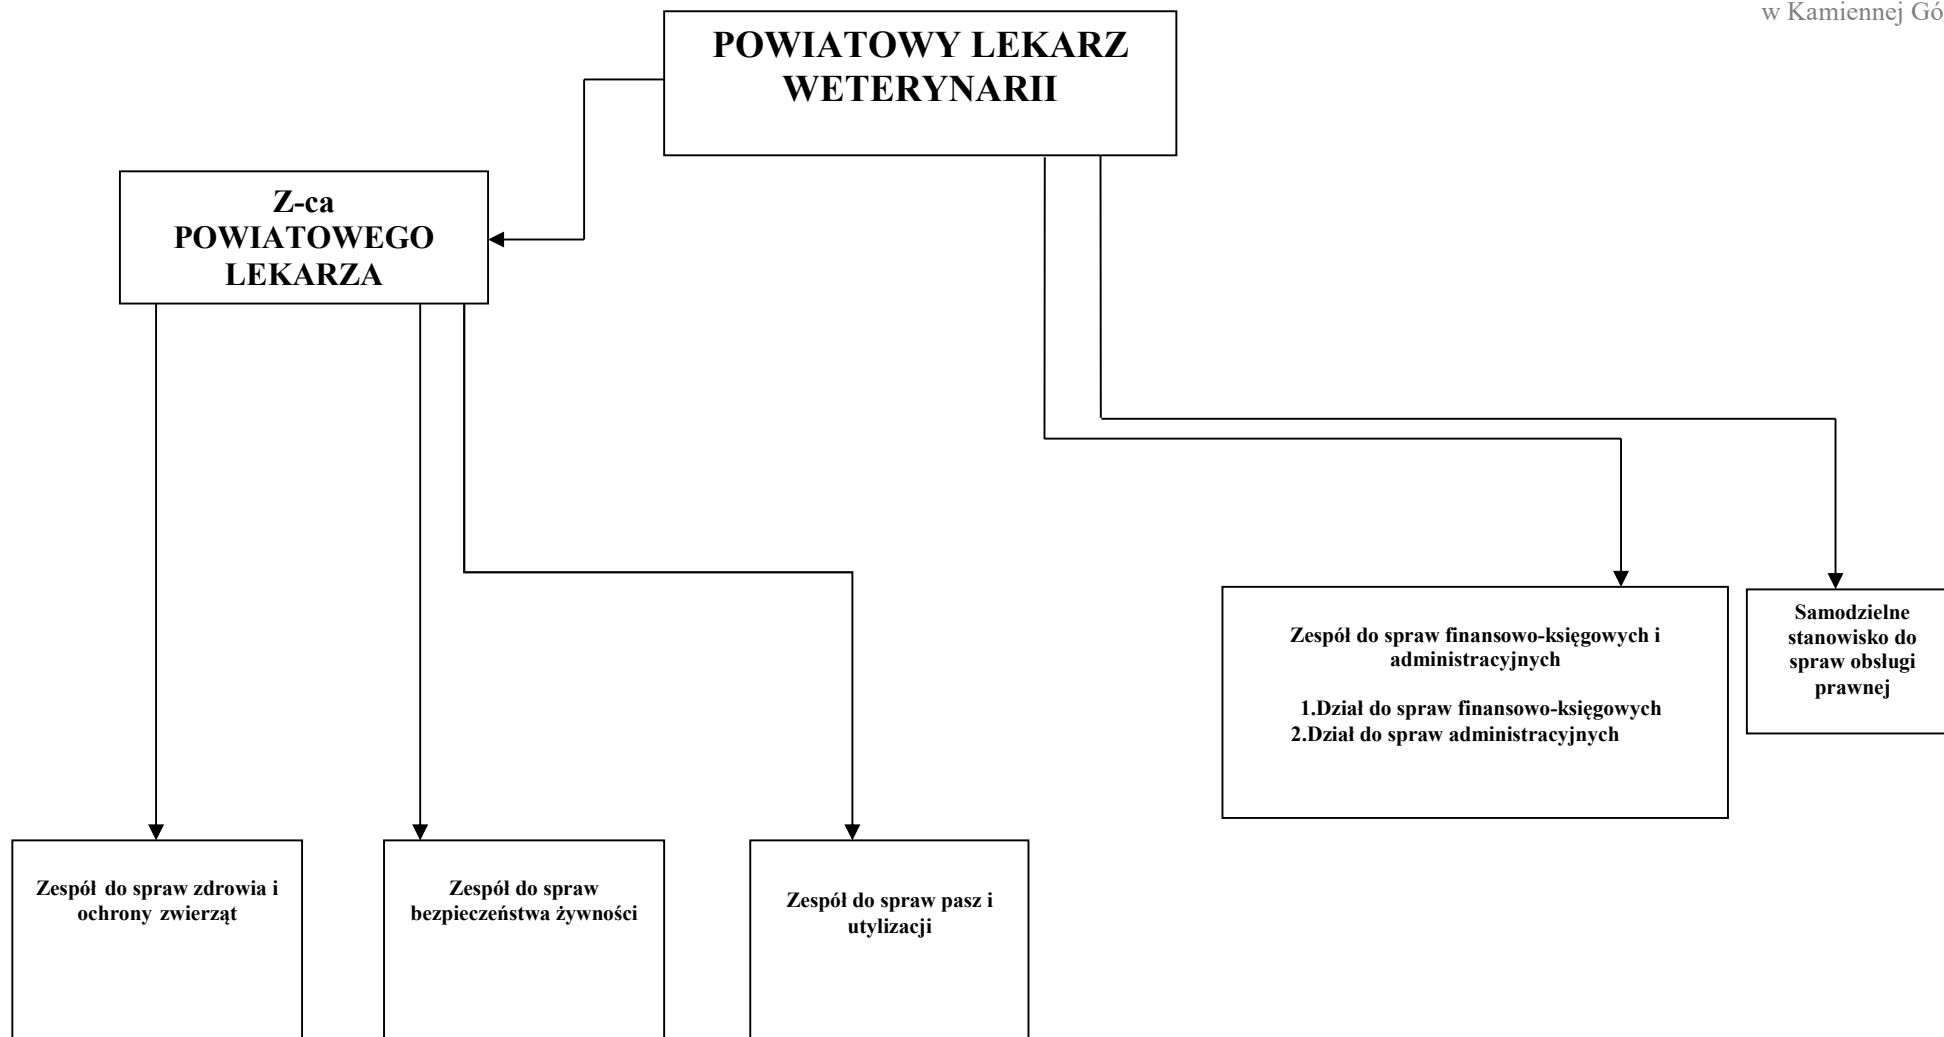 w Kamiennej Gó
POWIATOWY LEKARZ
WETERYNARII
Z-ca
POWIATOWEGO
LEKARZA
Zespół do spraw finansowo-księgowych i
administracyjnych
1.Dział do spraw finansowo-księgowych
2.Dział do spraw administracyjnych
Samodzielne
stanowisko do
spraw obsługi
prawnej
Zespół do spraw zdrowia i
ochrony zwierząt
Zespół do spraw
bezpieczeństwa żywności
Zespół do spraw pasz i
utylizacji